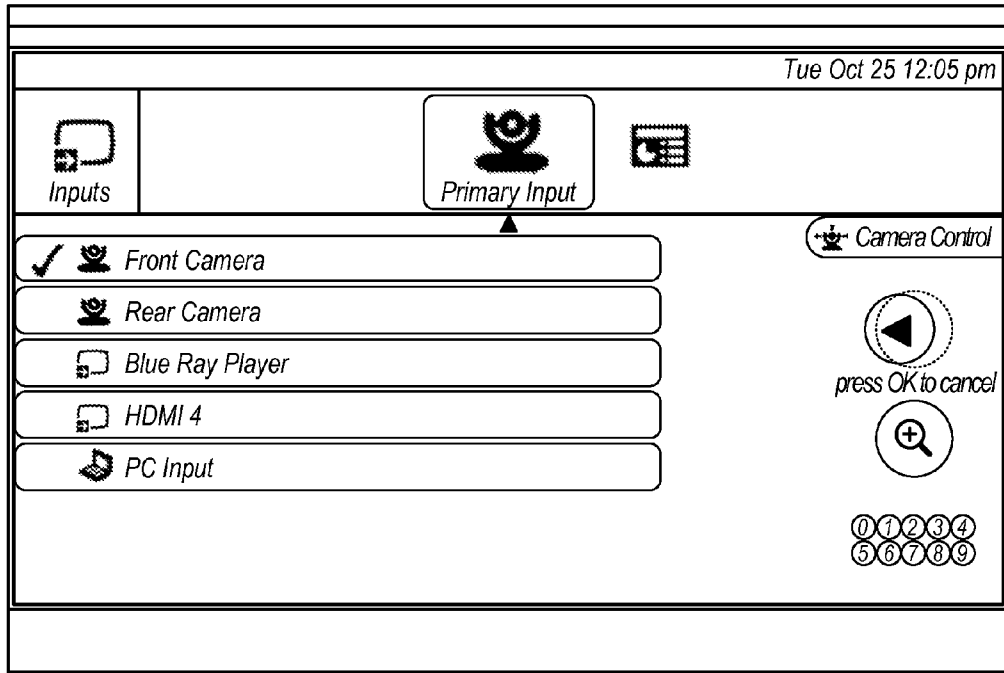 Tue Oct 25 12:05 pm
Inputs
Primary Input
Camera Control
Front Camera
Rear Camera
Blue Ray Player
HDMI 4
PC Input
press OK to cancel
0 1 2 3 4
5 6 7 8 9